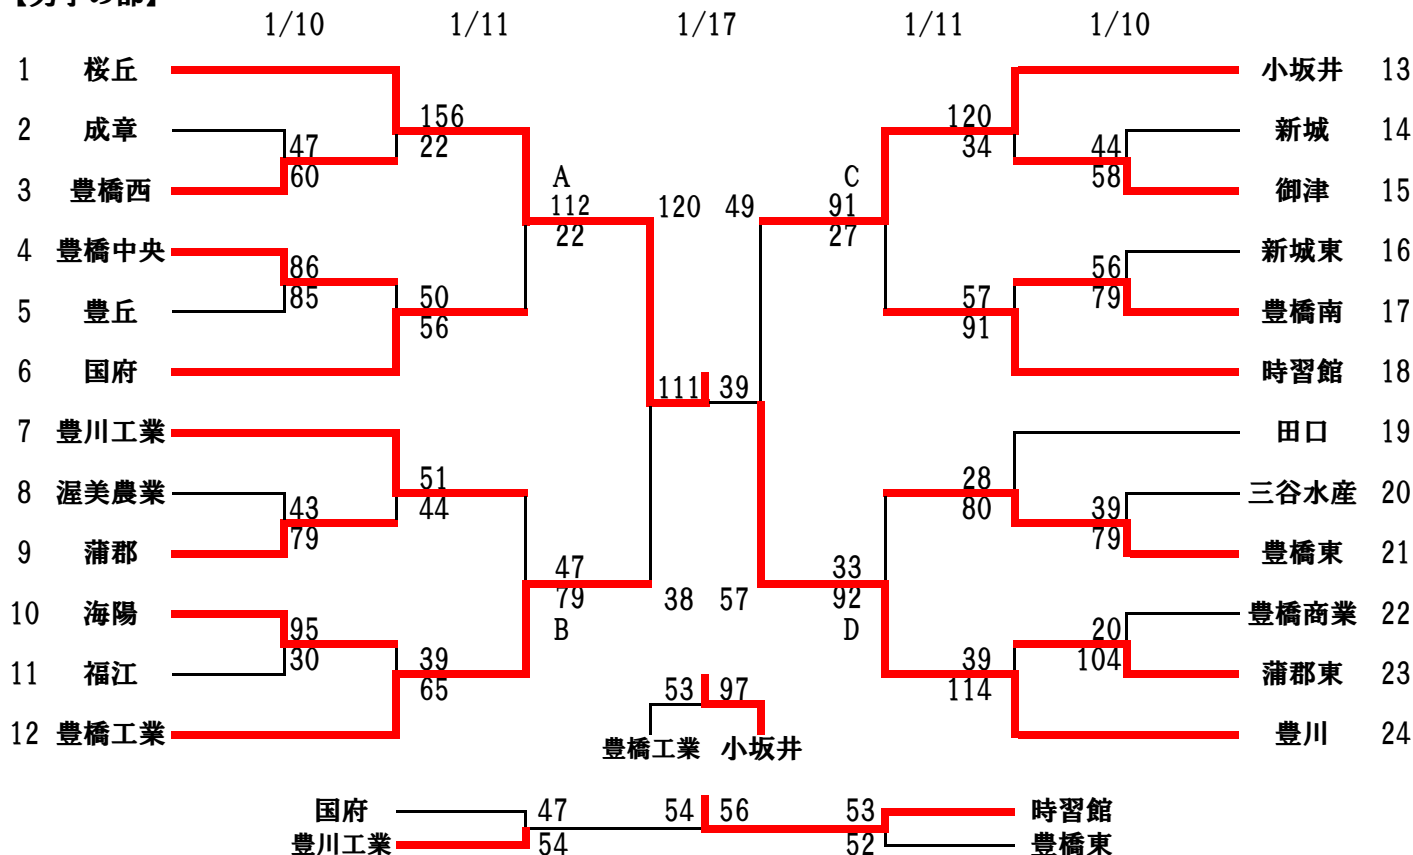 【男子の部】
1/10 1/11 1/17 1/11 1/10
1 桜丘 小坂井 13
156 120
2 成章 新城 14
47 22 34 44
60 58
3 豊橋西 A C 御津 15
112 120 49 91
22 27
4 豊橋中央 新城東 16
86 56
85 50 57 79
5 豊丘 豊橋南 17
56 91
6 国府 時習館 18
111 39
7 豊川工業 田口 19
51 28
8 渥美農業 三谷水産 20
43 44 80 39
79 79
9 蒲郡 豊橋東 21
47 33
79 38 57 92
10 海陽 豊橋商業 22
95 B D 20
30 39 39 104
11 福江 蒲郡東 23
65 53 97 114
12 豊橋工業 豊川 24
豊橋工業 小坂井
国府 47 54 56 53 時習館
豊川工業 54 52 豊橋東